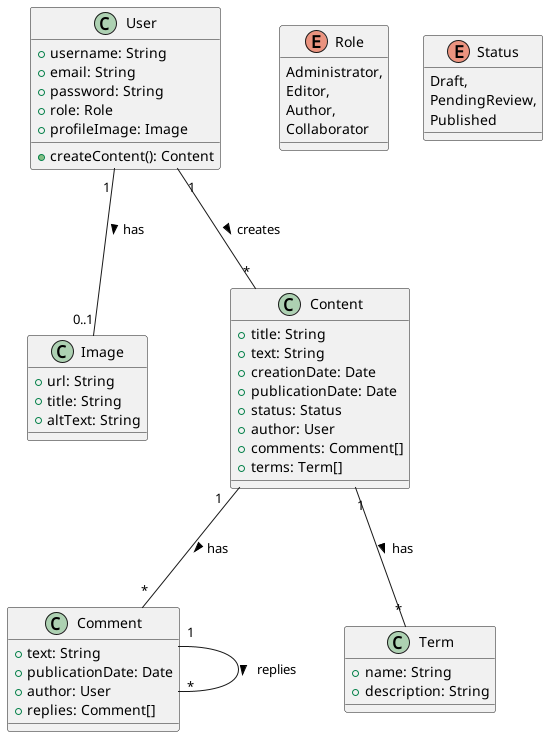 C User
username: String
email: String
password: String
role: Role
profileImage: Image
createContent(): Content
E Role
Administrator,
Editor,
Author,
Collaborator
E Status
Draft,
PendingReview,
Published
1
has
0..1
1
creates
*
C Image
url: String
title: String
altText: String
C Content
title: String
text: String
creationDate: Date
publicationDate: Date
status: Status
author: User
comments: Comment[]
terms: Term[]
1
has
*
1
has
*
C Comment
text: String
publicationDate: Date
author: User
replies: Comment[]
1
replies
*
C Term
name: String
description: String